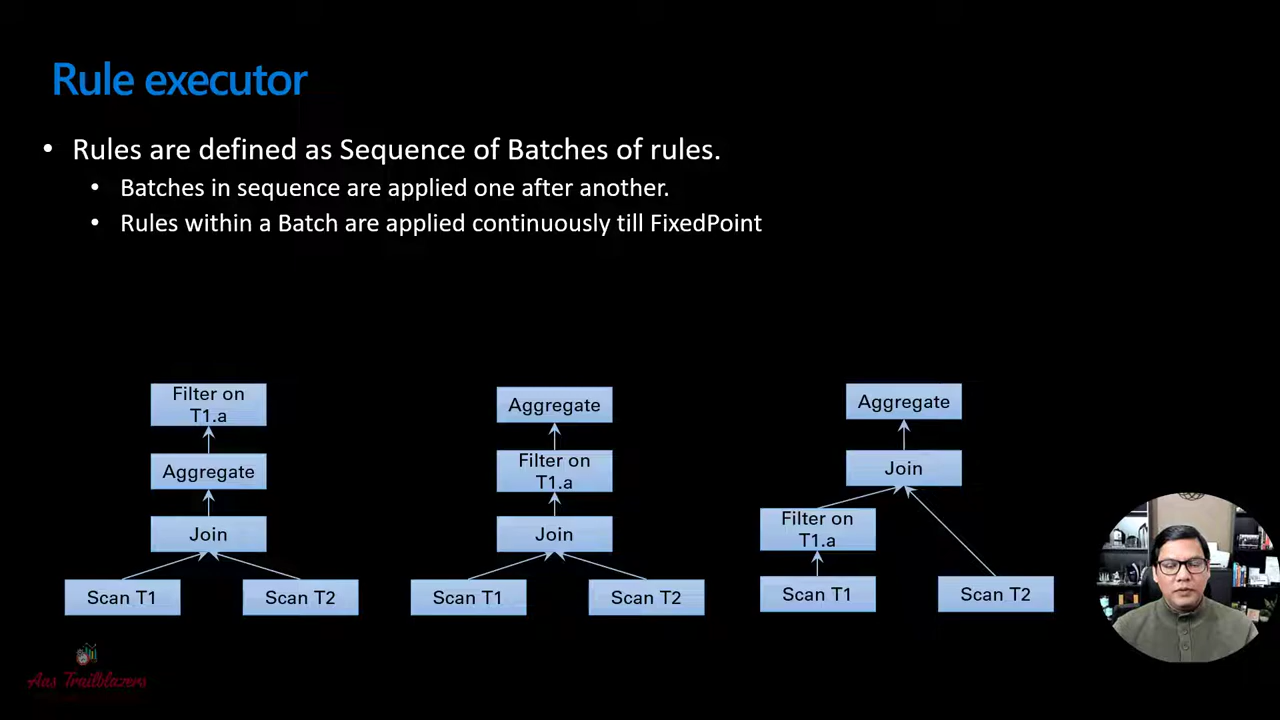 Rule executor
• Rules are defined as Sequence of Batches of rules.
• Batches in sequence are applied one after another.
• Rules within a Batch are applied continuously till FixedPoint
Filter on
T1.a
Aggregate
Join
Scan T1
Scan T2
Aggregate
Filter on
T1.a
Join
Scan T1
Scan T2
Aggregate
Join
Filter on
T1.a
Scan T1
Scan T2
Aas Trailblazers